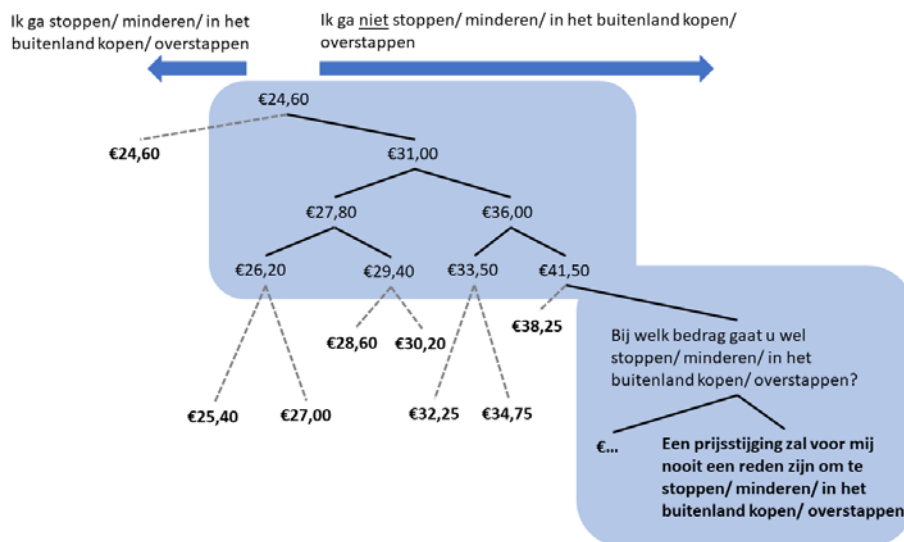 Ik ga stoppen/ minderen/ in het
buitenland kopen/ overstappen
Ik ga niet stoppen/ minderen/ in het buitenland kopen/
overstappen
€24,60
€24,60
€31,00
€27,80
€36,00
€26,20
€29,40
€33,50
€41,50
€28,60
€30,20
€38,25
€25,40
€27,00
€32,25
€34,75
Bij welk bedrag gaat u wel
stoppen/ minderen/ in het
buitenland kopen/ overstappen?
€...
Een prijsstijging zal voor mij
nooit een reden zijn om te
stoppen/ minderen/ in het
buitenland kopen/ overstappen